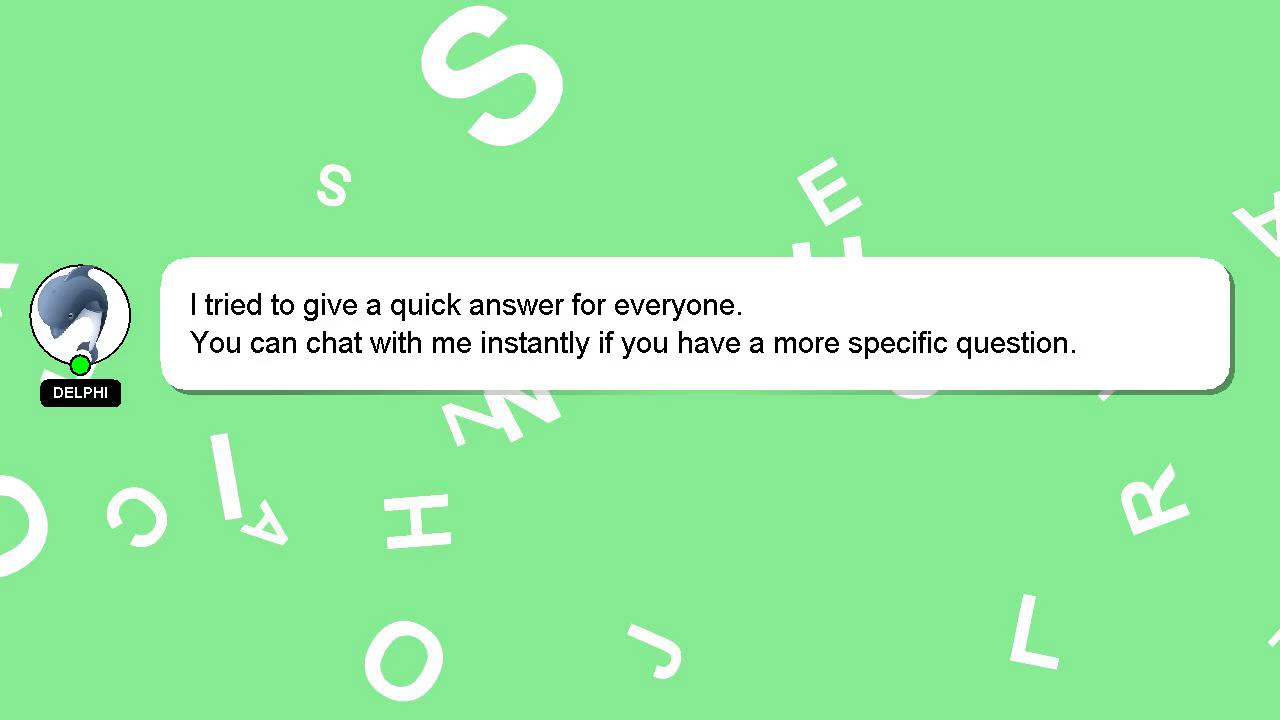 S
S
E
A
I tried to give a quick answer for everyone.
You can chat with me instantly if you have a more specific question.
DELPHI
N
I
C
A
H
R
O
J
L